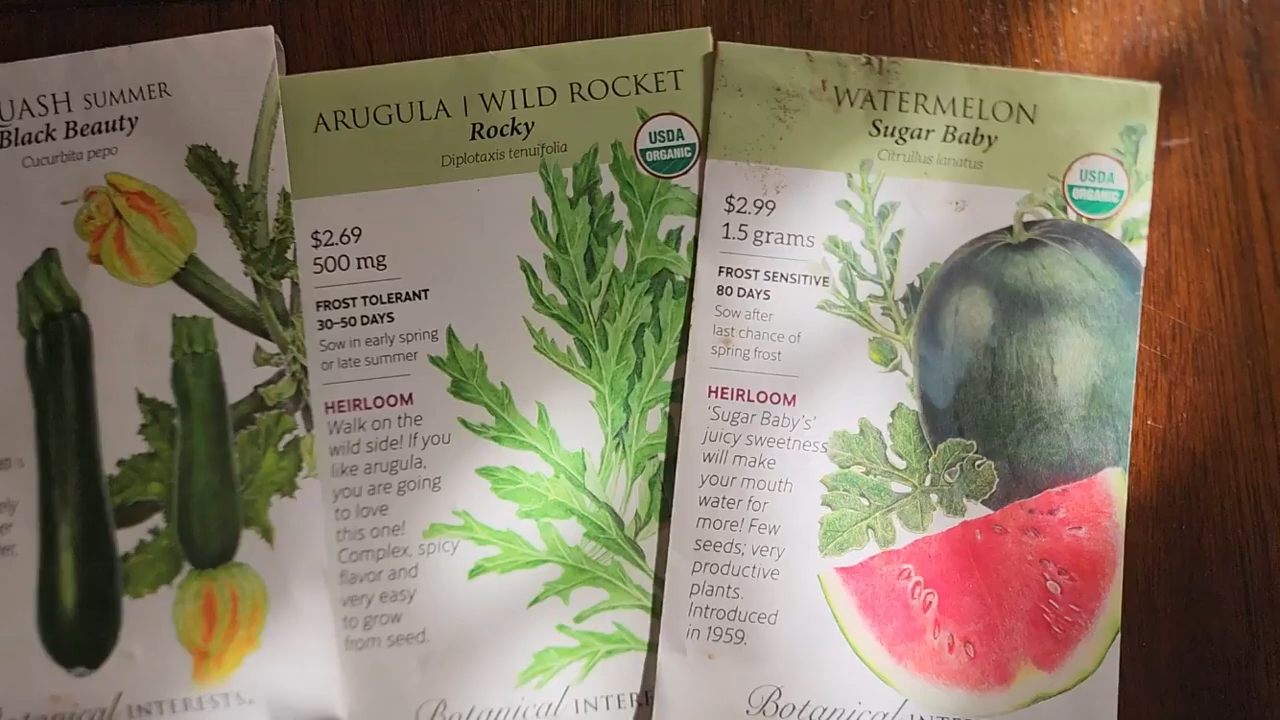 UASH SUMMER
Black Beauty
Cucurbita pepo
Botanical INTERESTS®
ARUGULA | WILD ROCKET
Rocky
Diplotaxis tenuifolia
USDA
ORGANIC
$2.69
500 mg
FROST TOLERANT
30–50 DAYS
Sow in early spring
or late summer
HEIRLOOM
Walk on the
wild side! If you
like arugula,
you are going
to love
this one!
Complex, spicy
flavor and
very easy
to grow
from seed.
Botanical INTERE
WATERMELON
Sugar Baby
Citrullus lanatus
USDA
ORGANIC
$2.99
1.5 grams
FROST SENSITIVE
80 DAYS
Sow after
last chance of
spring frost
HEIRLOOM
‘Sugar Baby’s’
juicy sweetness
will make
your mouth
water for
more! Few
seeds; very
productive
plants.
Introduced
in 1959.
Botanical INTE